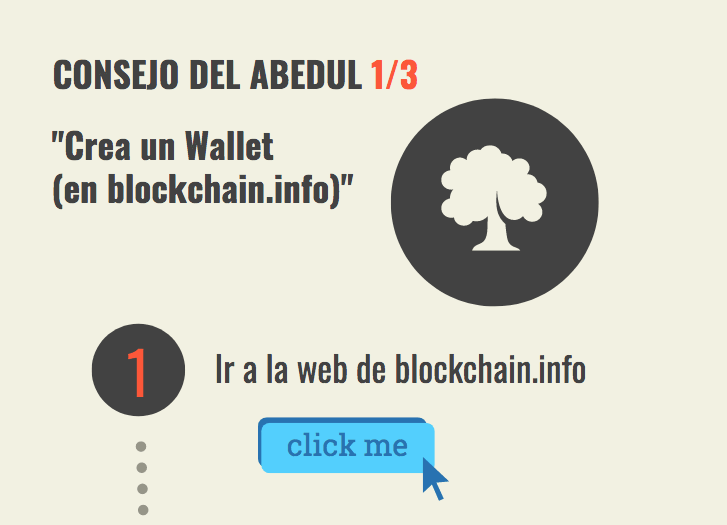 CONSEJO DEL ABEDUL 1/3
"Crea un Wallet
(en blockchain.info)"
1
Ir a la web de blockchain.info
click me